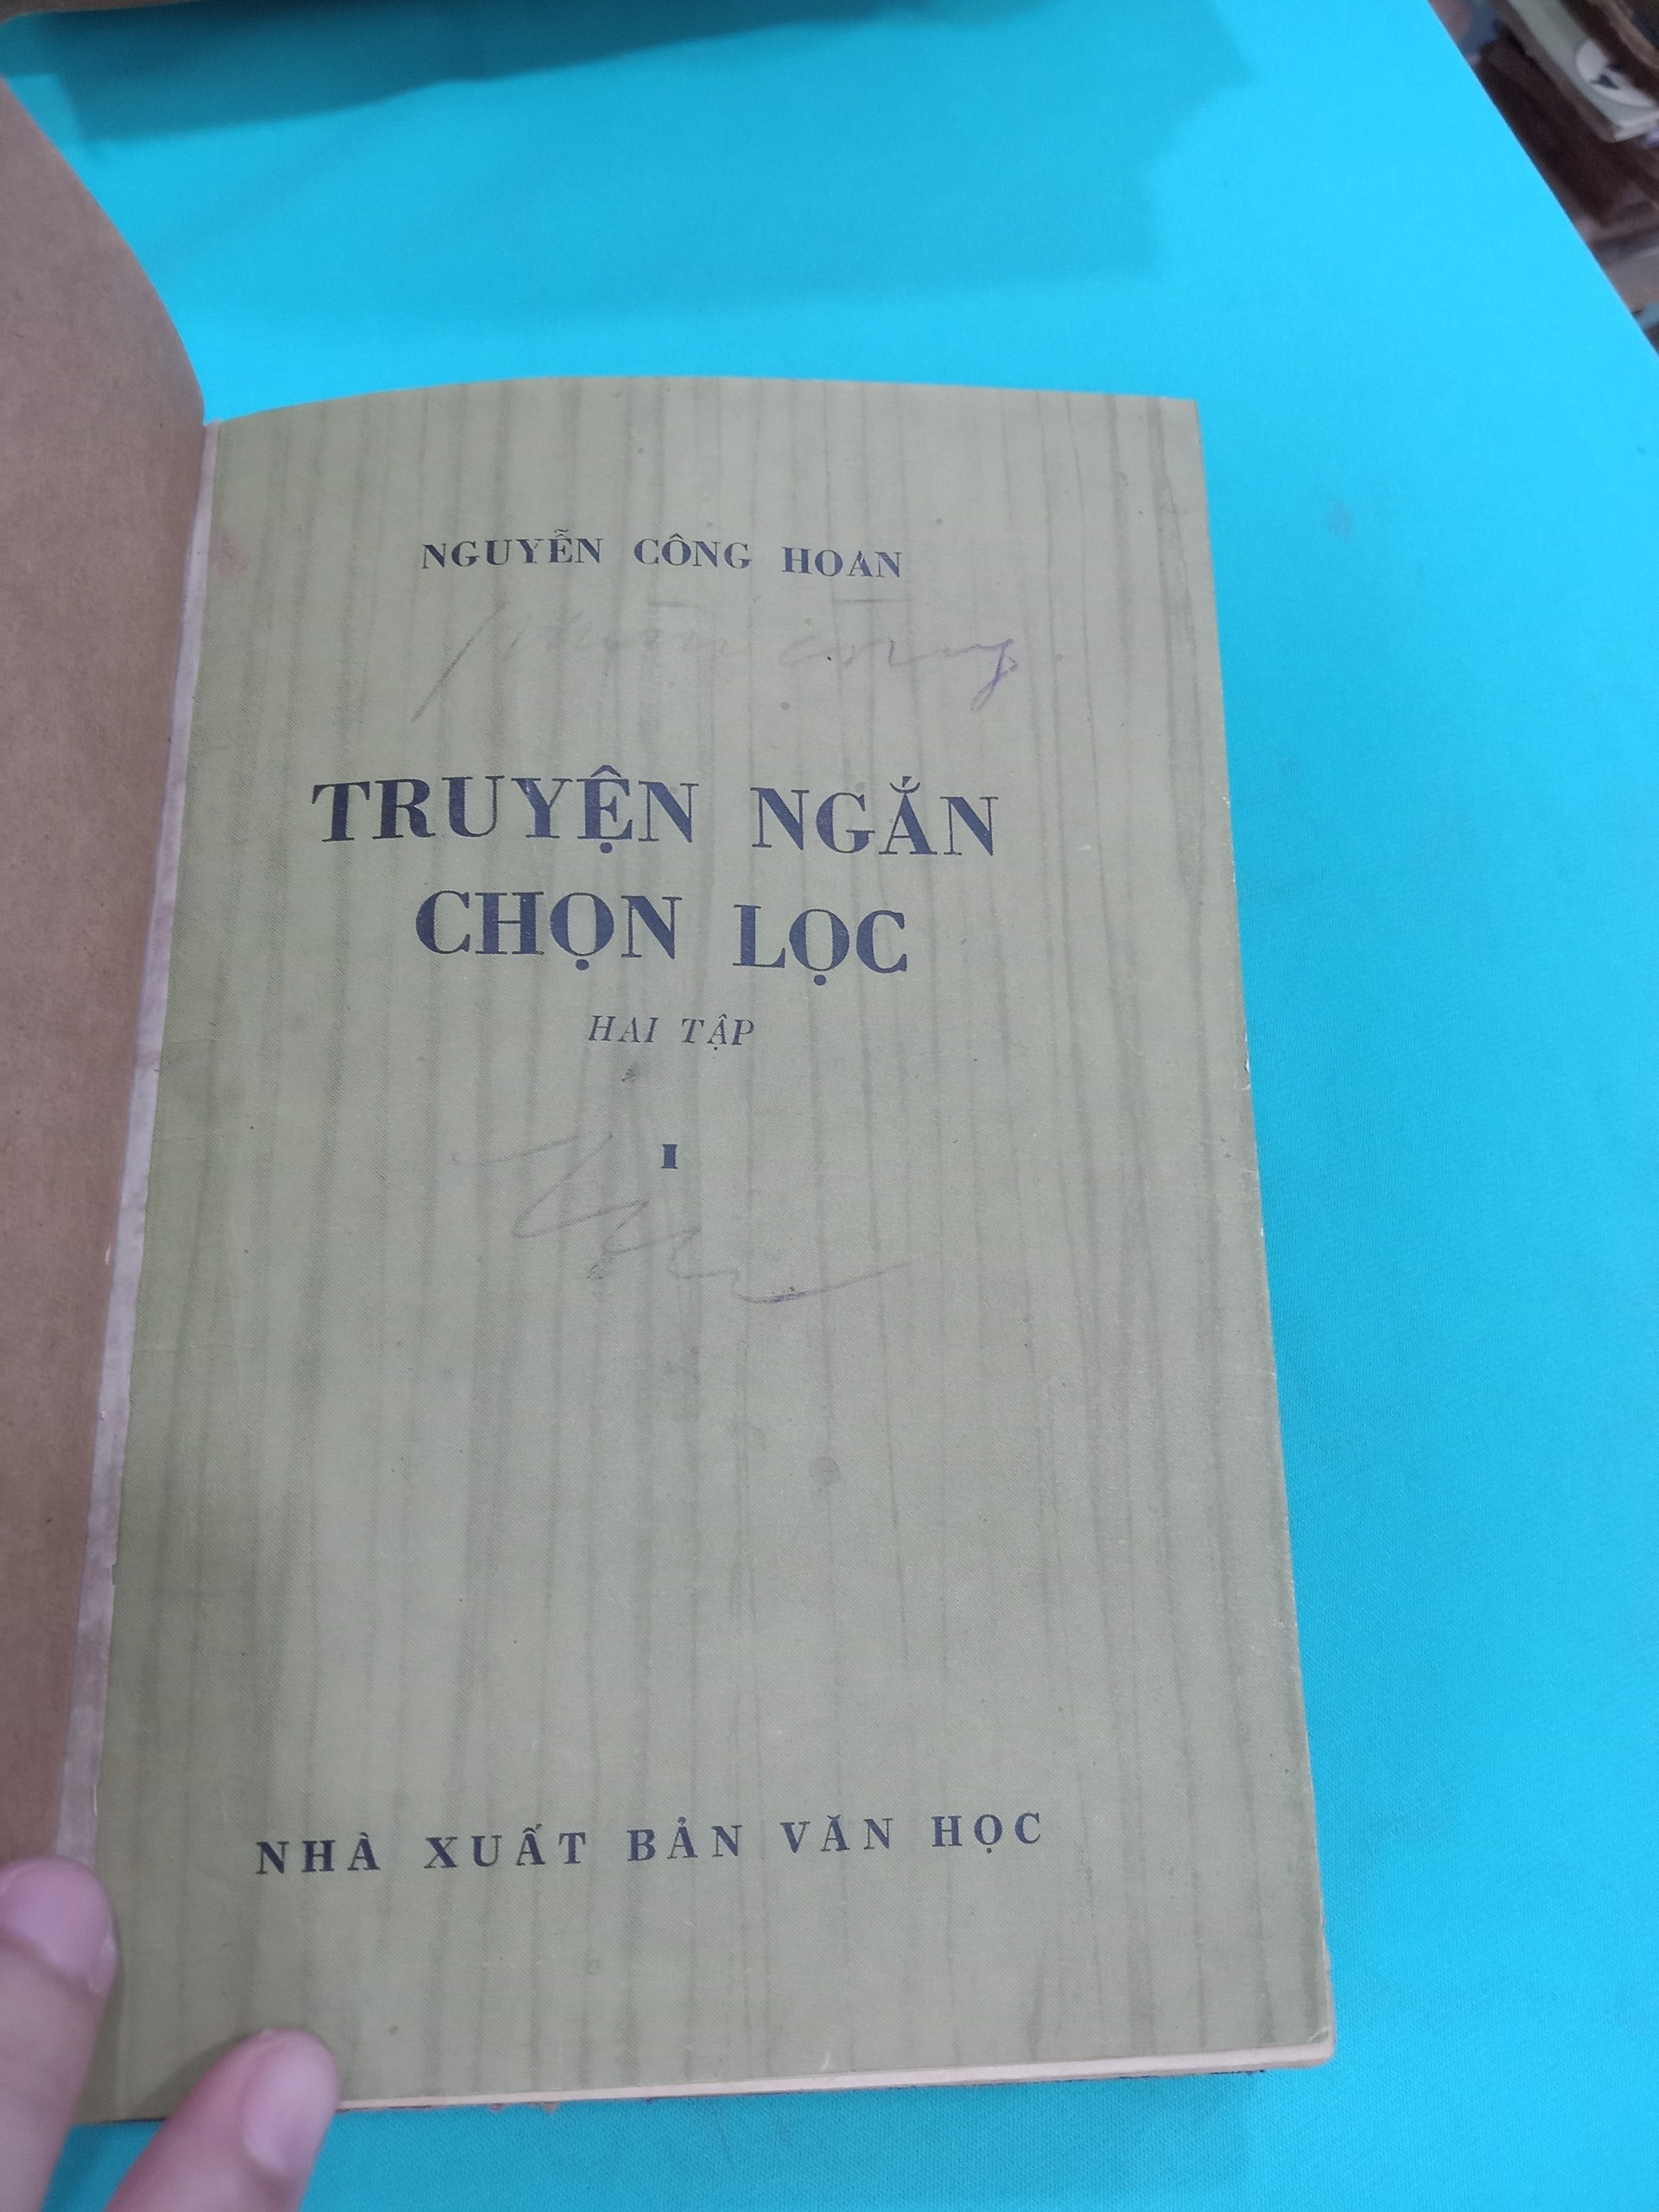 NGUYỄN CÔNG HOAN
TRUYỆN NGẮN
CHỌN LỌC
HAI TẬP
I
NHÀ XUẤT BẢN VĂN HỌC